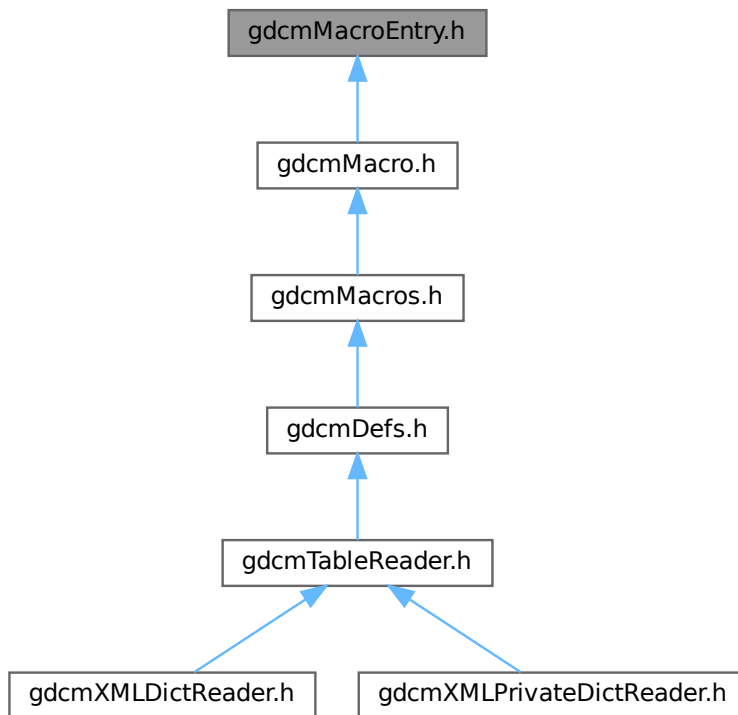 gdcmMacroEntry.h
gdcmMacro.h
gdcmMacros.h
gdcmDefs.h
gdcmTableReader.h
gdcmXMLDictReader.h
gdcmXMLPrivateDictReader.h